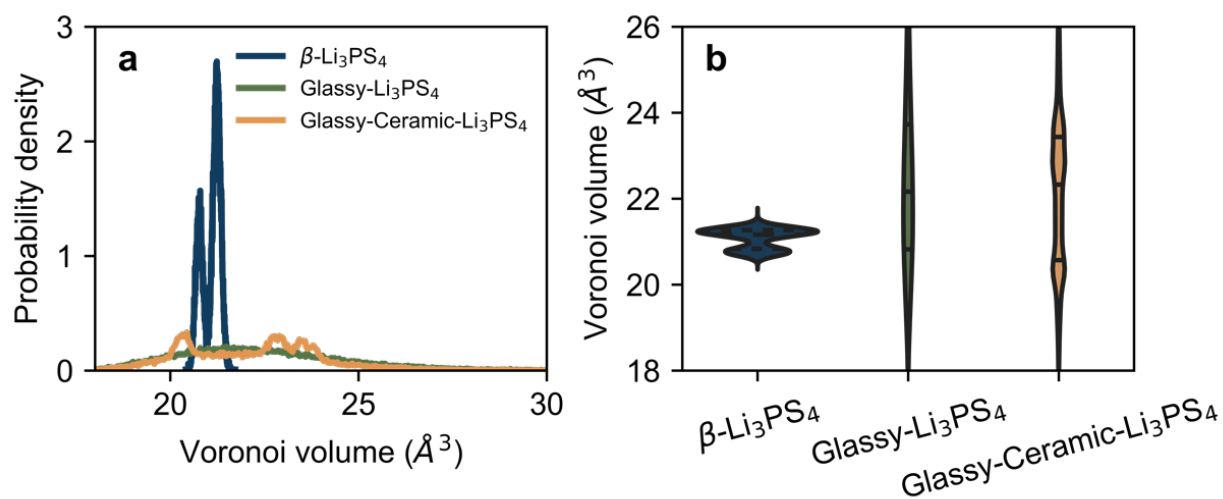 a
β-Li₃PS₄
Glassy-Li₃PS₄
Glassy-Ceramic-Li₃PS₄
Probability density
3
2
1
0
20
25
30
Voronoi volume (Å³)
b
Voronoi volume (Å³)
26
24
22
20
18
β-Li₃PS₄
Glassy-Li₃PS₄
Glassy-Ceramic-Li₃PS₄